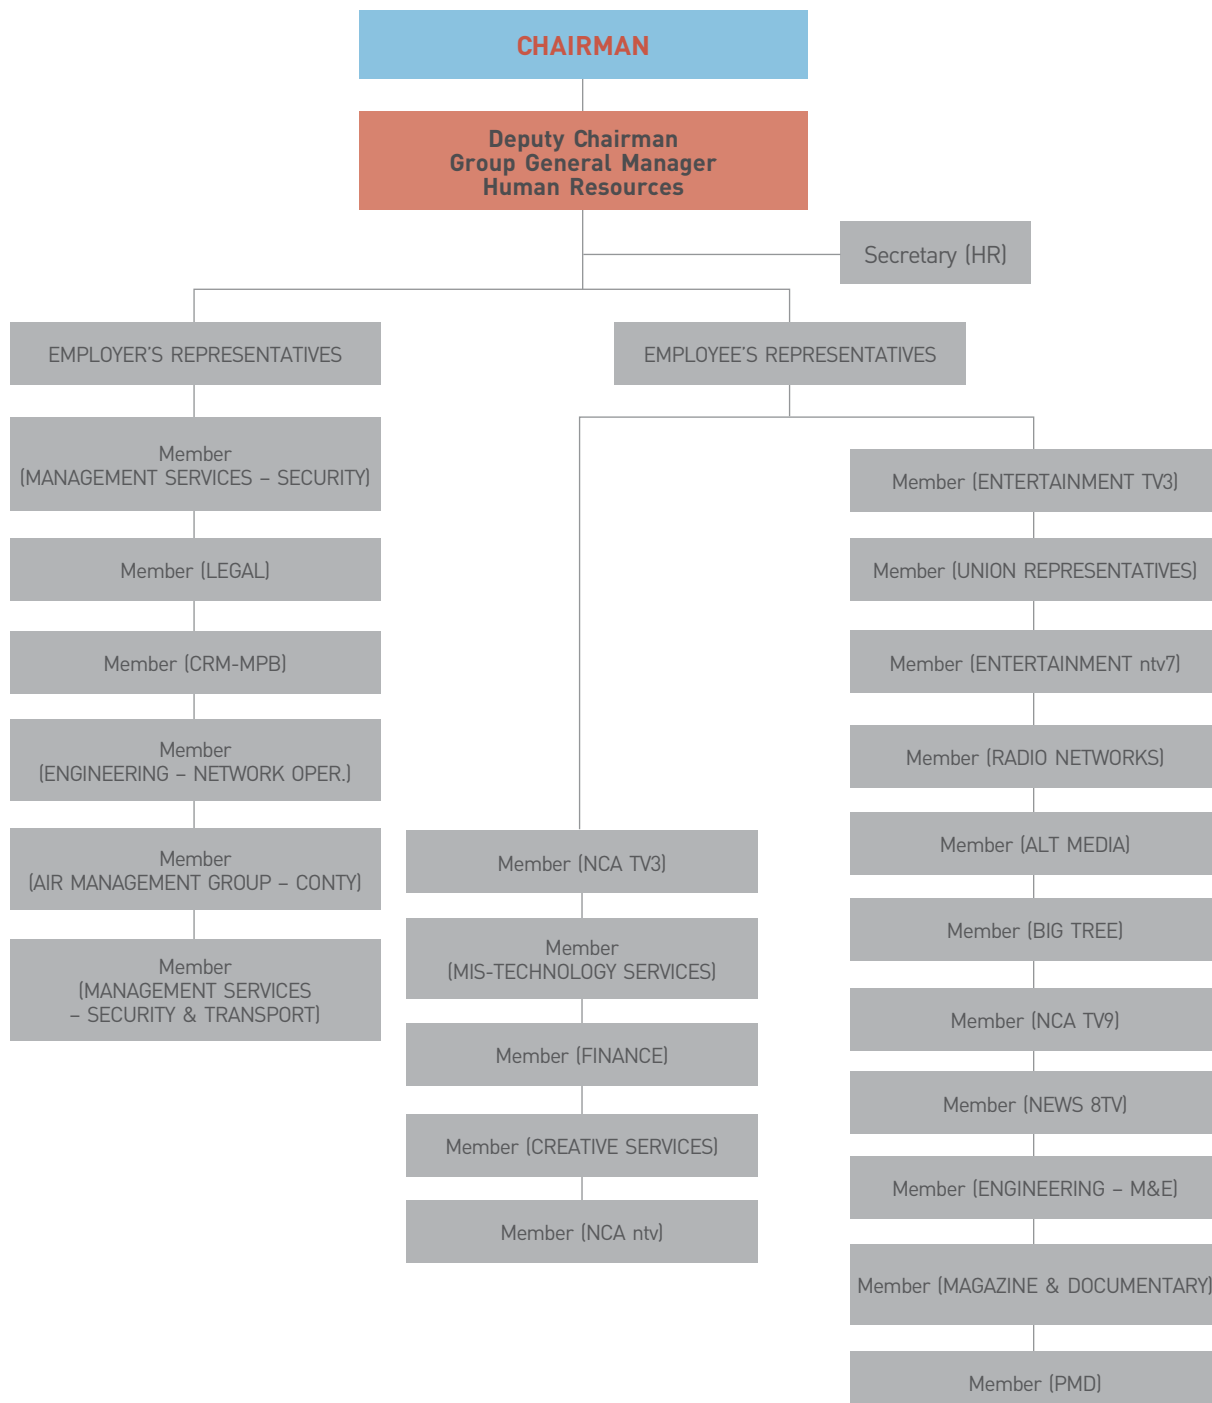 CHAIRMAN
Deputy Chairman
Group General Manager
Human Resources
Secretary (HR)
EMPLOYER'S REPRESENTATIVES
Member
(MANAGEMENT SERVICES – SECURITY)
Member (LEGAL)
Member (CRM-MPB)
Member
(ENGINEERING – NETWORK OPER.)
Member
(AIR MANAGEMENT GROUP – CONTY)
Member
(MANAGEMENT SERVICES
– SECURITY & TRANSPORT)
EMPLOYEE'S REPRESENTATIVES
Member (NCA TV3)
Member
(MIS-TECHNOLOGY SERVICES)
Member (FINANCE)
Member (CREATIVE SERVICES)
Member (NCA ntv)
Member (ENTERTAINMENT TV3)
Member (UNION REPRESENTATIVES)
Member (ENTERTAINMENT ntv7)
Member (RADIO NETWORKS)
Member (ALT MEDIA)
Member (BIG TREE)
Member (NCA TV9)
Member (NEWS 8TV)
Member (ENGINEERING – M&E)
Member (MAGAZINE & DOCUMENTARY)
Member (PMD)